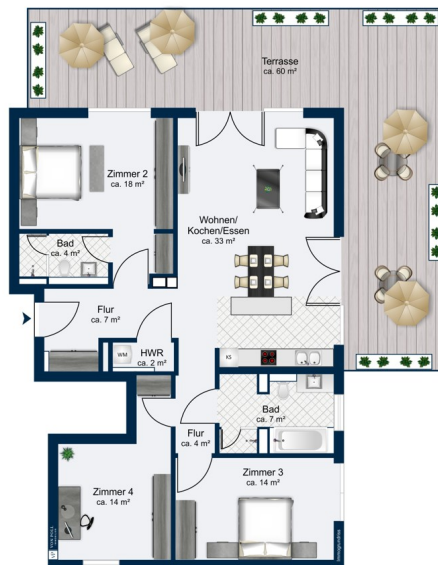 Terrasse
ca. 60 m²
Zimmer 2
ca. 18 m²
Wohnen/
Kochen/Essen
ca. 33 m²
Bad
ca. 4 m²
Flur
ca. 7 m²
HWR
ca. 2 m²
WM
KS
Bad
ca. 7 m²
Flur
ca. 4 m²
Zimmer 4
ca. 14 m²
Zimmer 3
ca. 14 m²
VON POLL